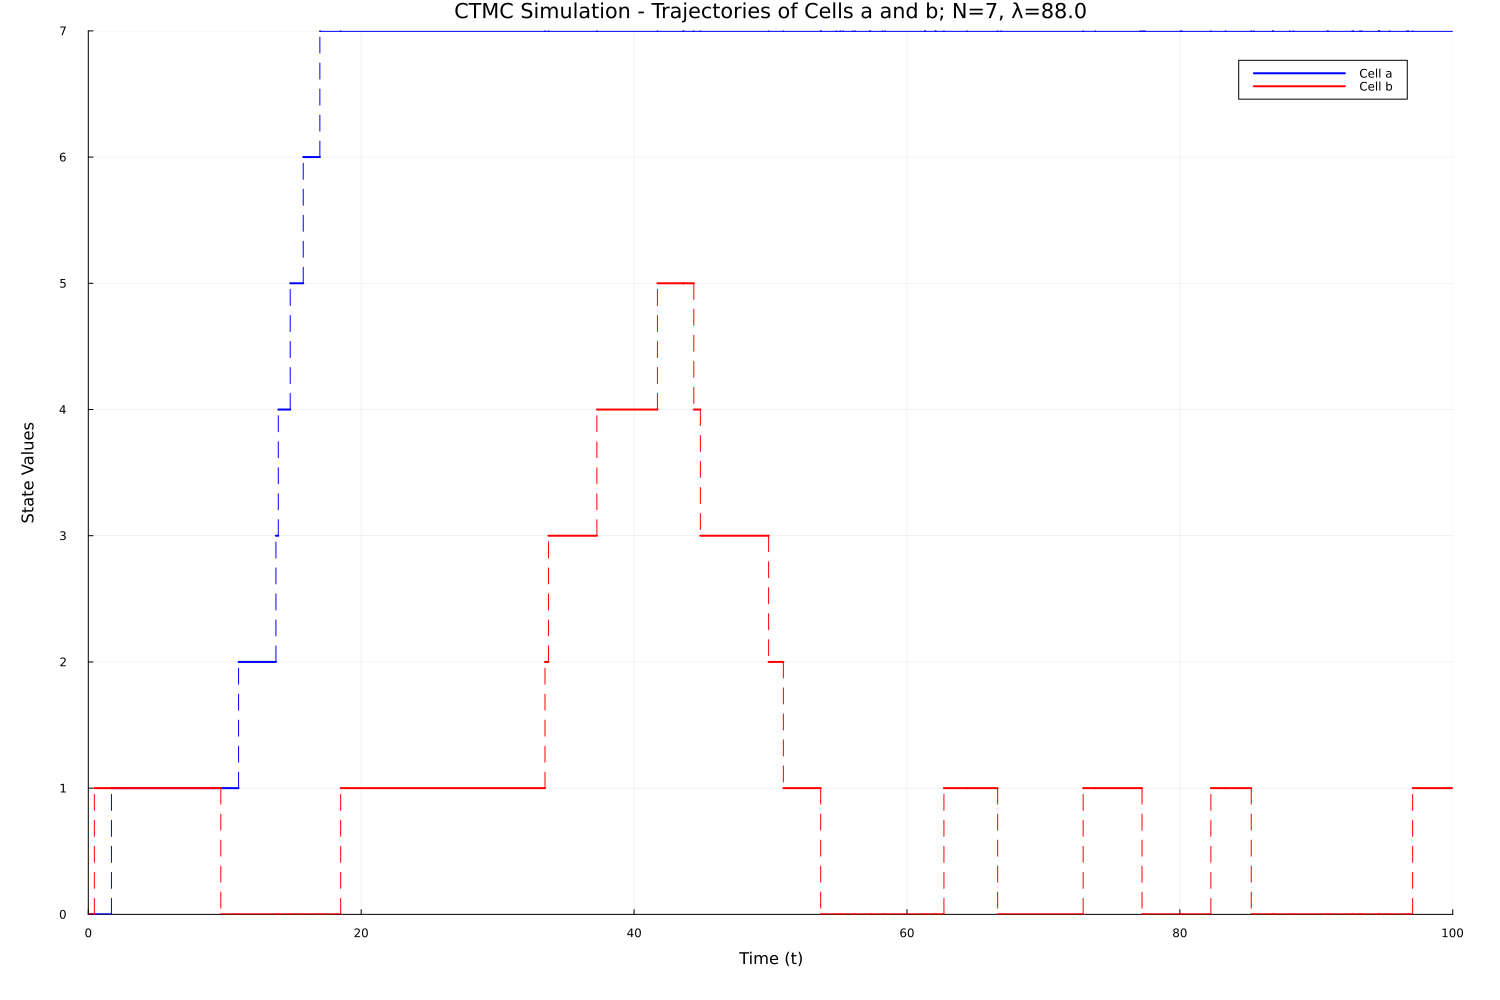 CTMC Simulation - Trajectories of Cells a and b; N=7, λ=88.0
7
6
5
4
3
2
1
0
State Values
Cell a
Cell b
0 20 40 60 80 100
Time (t)